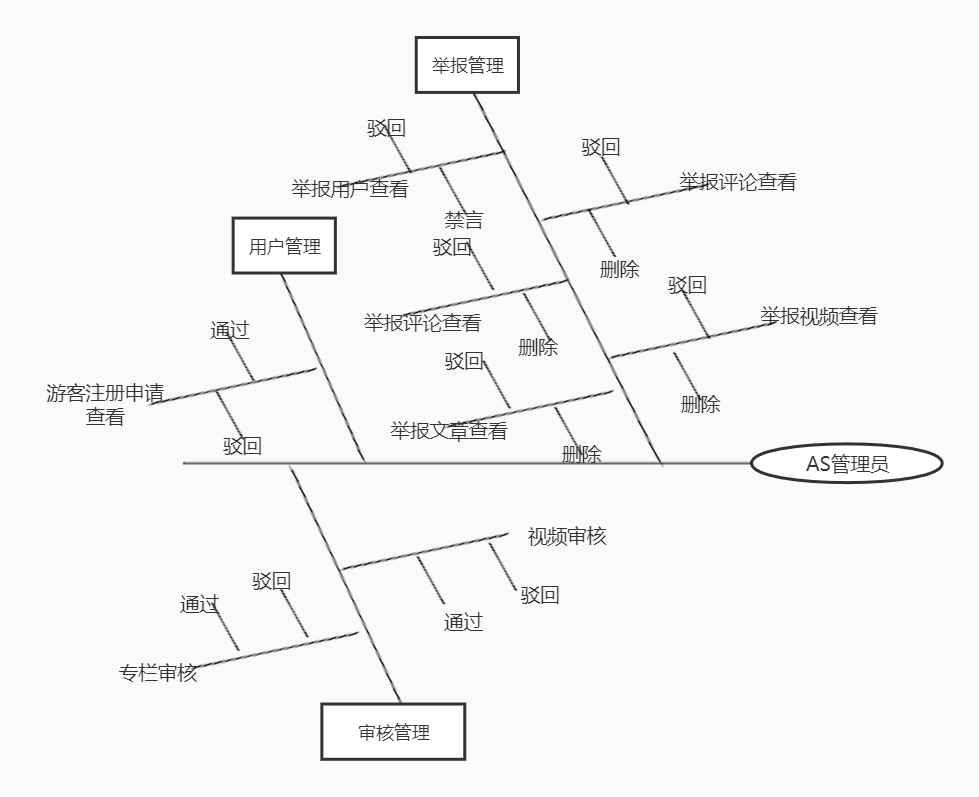 举报管理
驳回
驳回
举报用户查看
举报评论查看
禁言
用户管理
驳回
删除
驳回
举报评论查看
举报视频查看
通过
删除
驳回
游客注册申请
查看
删除
举报文章查看
驳回
删除
AS管理员
视频审核
驳回
驳回
通过
通过
专栏审核
审核管理